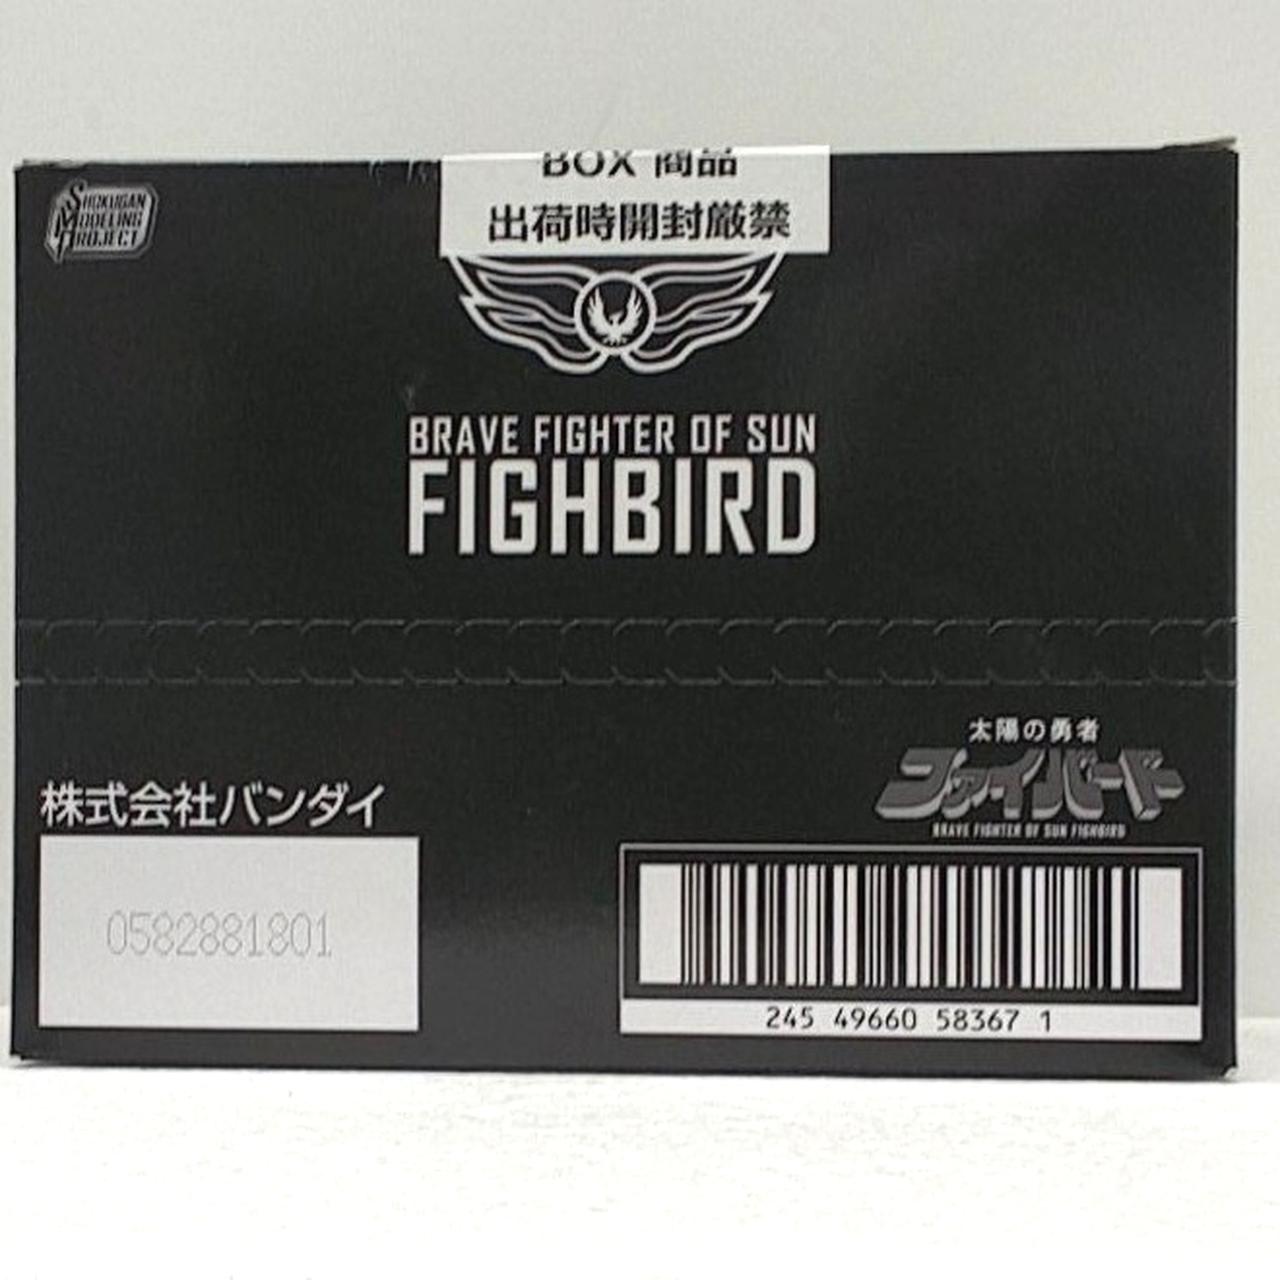 BOX 商品
出荷時開封厳禁
SHOKUGAN
MODELING
PROJECT
BRAVE FIGHTER OF SUN
FIGHBIRD
太陽の勇者
ファイバード
BRAVE FIGHTER OF SUN FIGHBIRD
株式会社バンダイ
0582881801
245 49660 58367 1